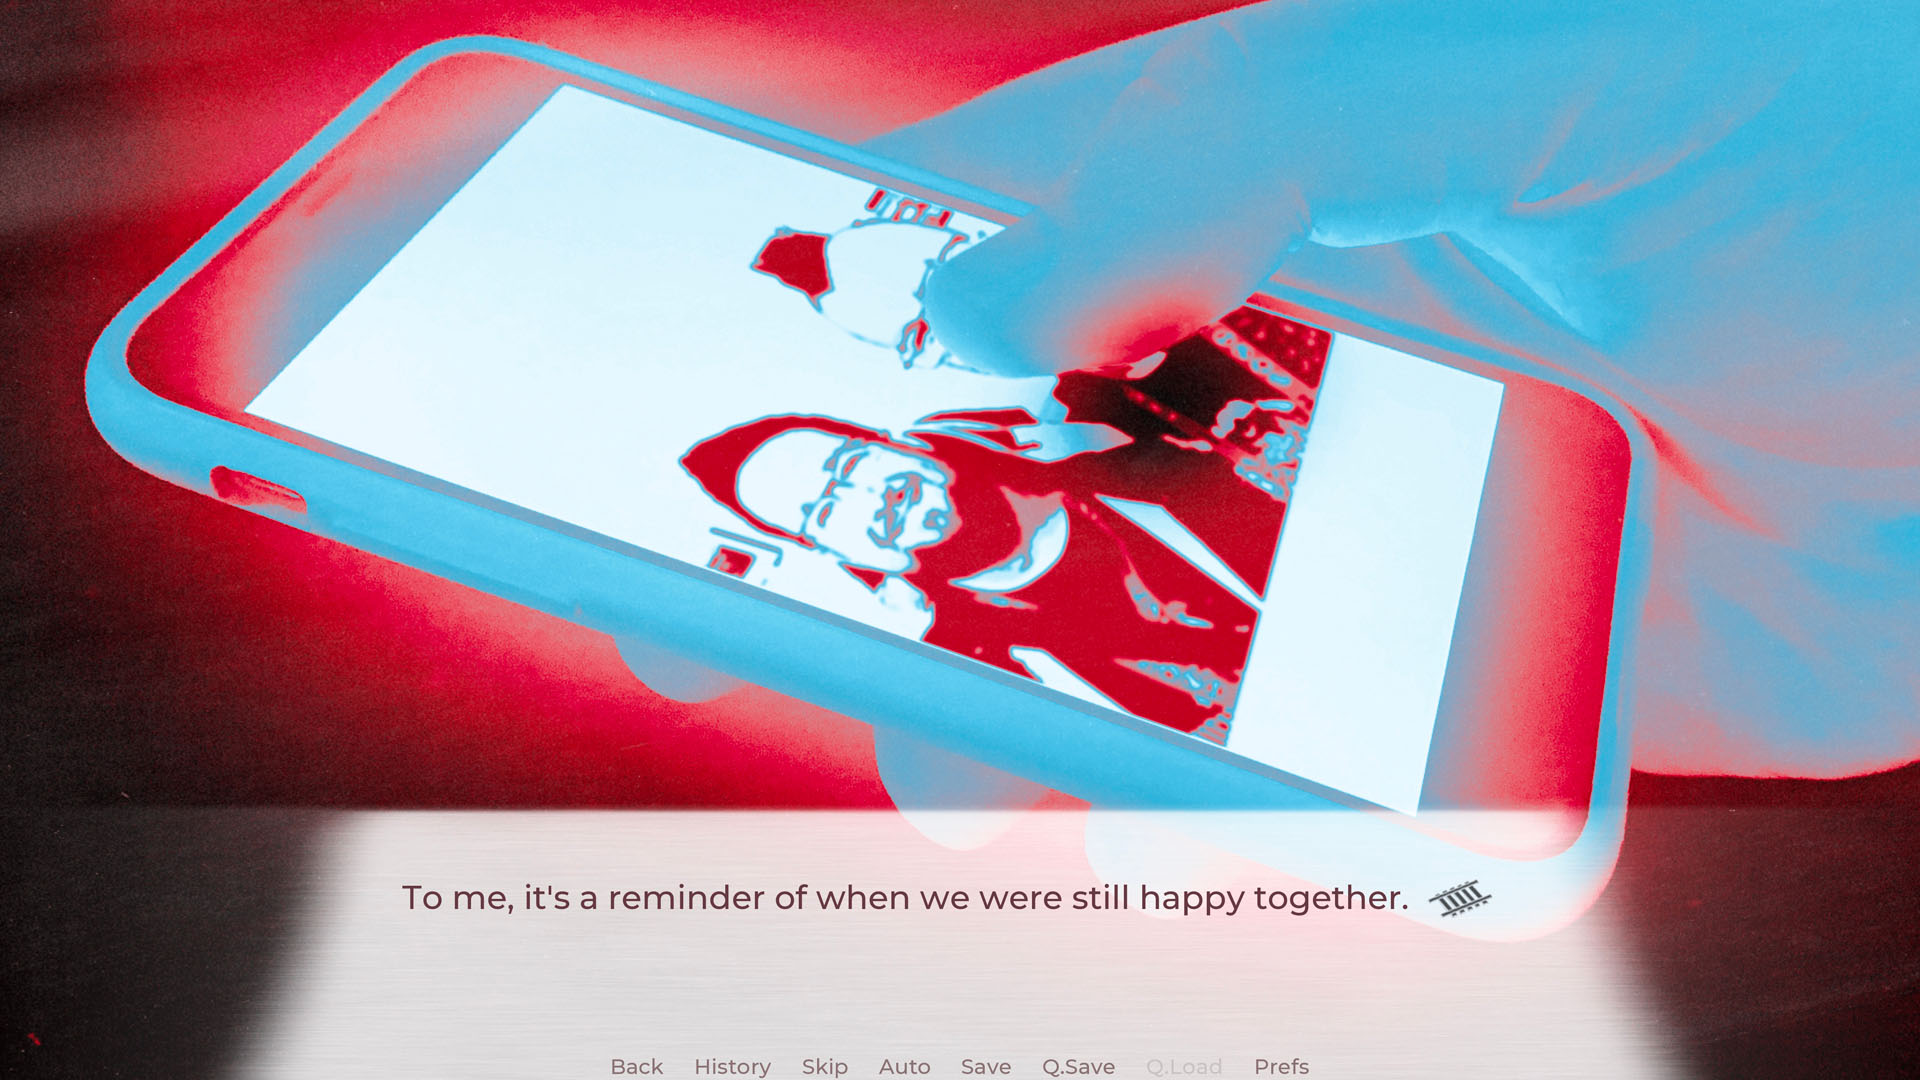 To me, it's a reminder of when we were still happy together.
Back History Skip Auto Save Q.Save Q.Load Prefs